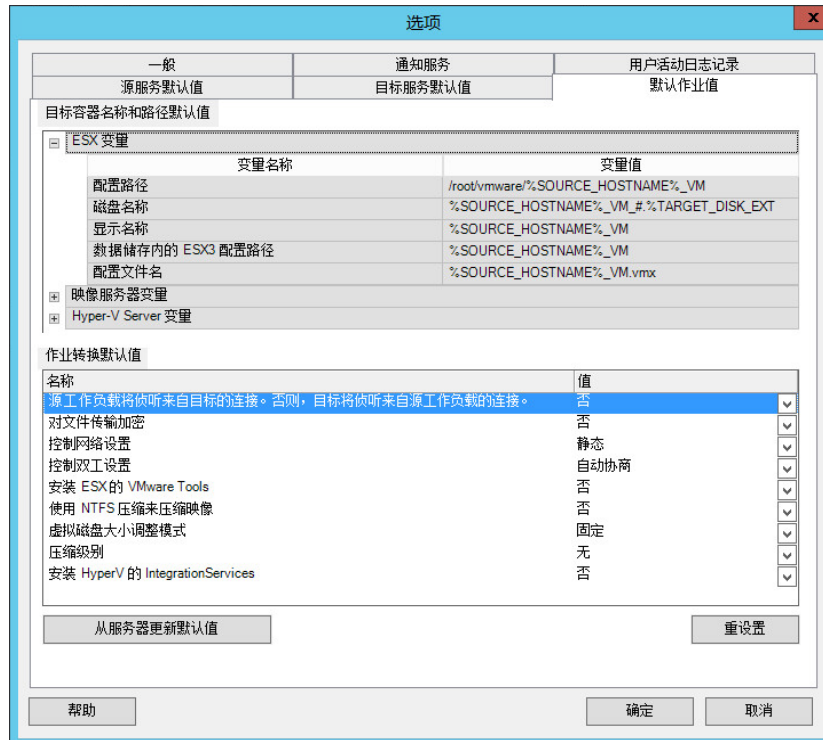 选项
x
一般 通知服务 用户活动日志记录
源服务默认值 目标服务默认值 默认作业值
目标容器名称和路径默认值
ESX 变量
变量名称 变量值
配置路径 /root/vmware/%SOURCE_HOSTNAME%_VM
磁盘名称 %SOURCE_HOSTNAME%_VM_#.%TARGET_DISK_EXT
显示名称 %SOURCE_HOSTNAME%_VM
数据储存内的 ESX3 配置路径 %SOURCE_HOSTNAME%_VM
配置文件名 %SOURCE_HOSTNAME%_VM.vmx
映像服务器变量
Hyper-V Server 变量
作业转换默认值
名称 值
源工作负载将侦听来自目标的连接。否则，目标将侦听来自源工作负载的连接。 否
对文件传输加密 否
控制网络设置 静态
控制双工设置 自动协商
安装 ESX的 VMware Tools 否
使用 NTFS 压缩来压缩映像 否
虚拟磁盘大小调整模式 固定
压缩级别 无
安装 HyperV 的 IntegrationServices 否
从服务器更新默认值 重设置
帮助 确定 取消